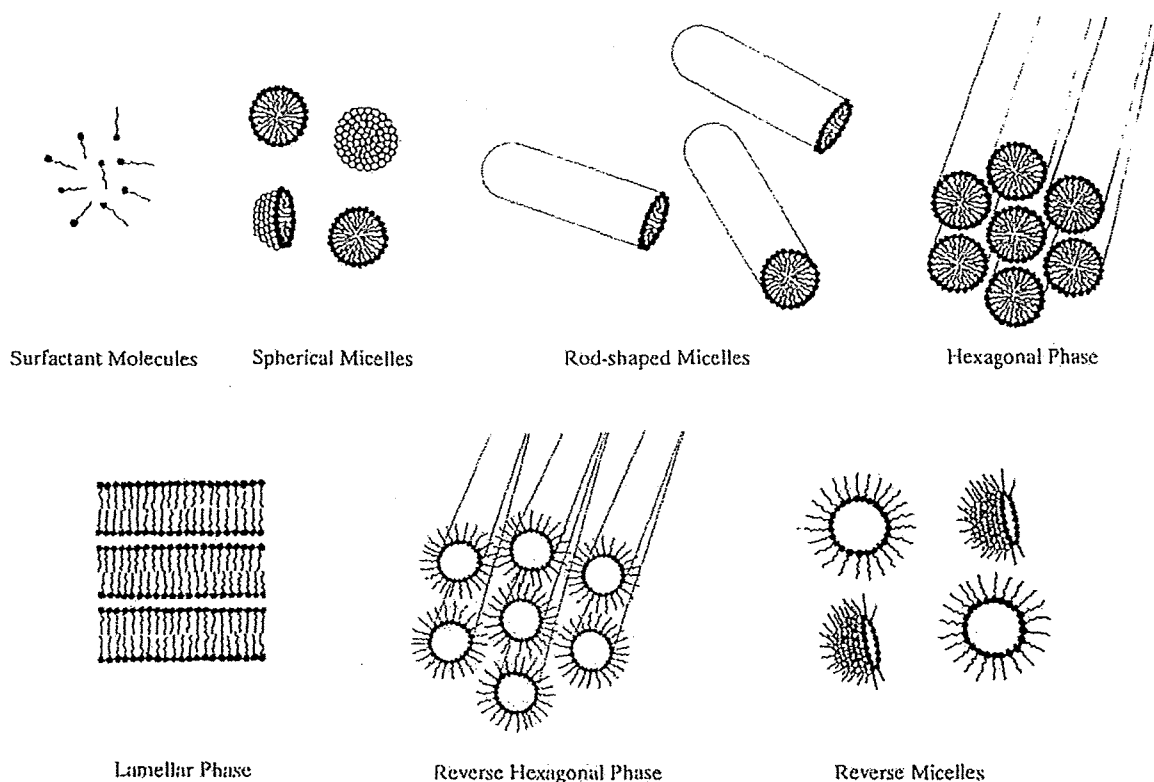 Surfactant Molecules
Spherical Micelles
Rod-shaped Micelles
Hexagonal Phase
Lamellar Phase
Reverse Hexagonal Phase
Reverse Micelles